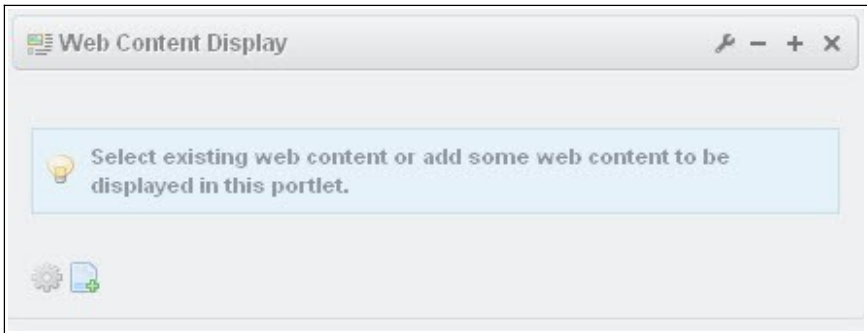 Web Content Display
Select existing web content or add some web content to be
displayed in this portlet.